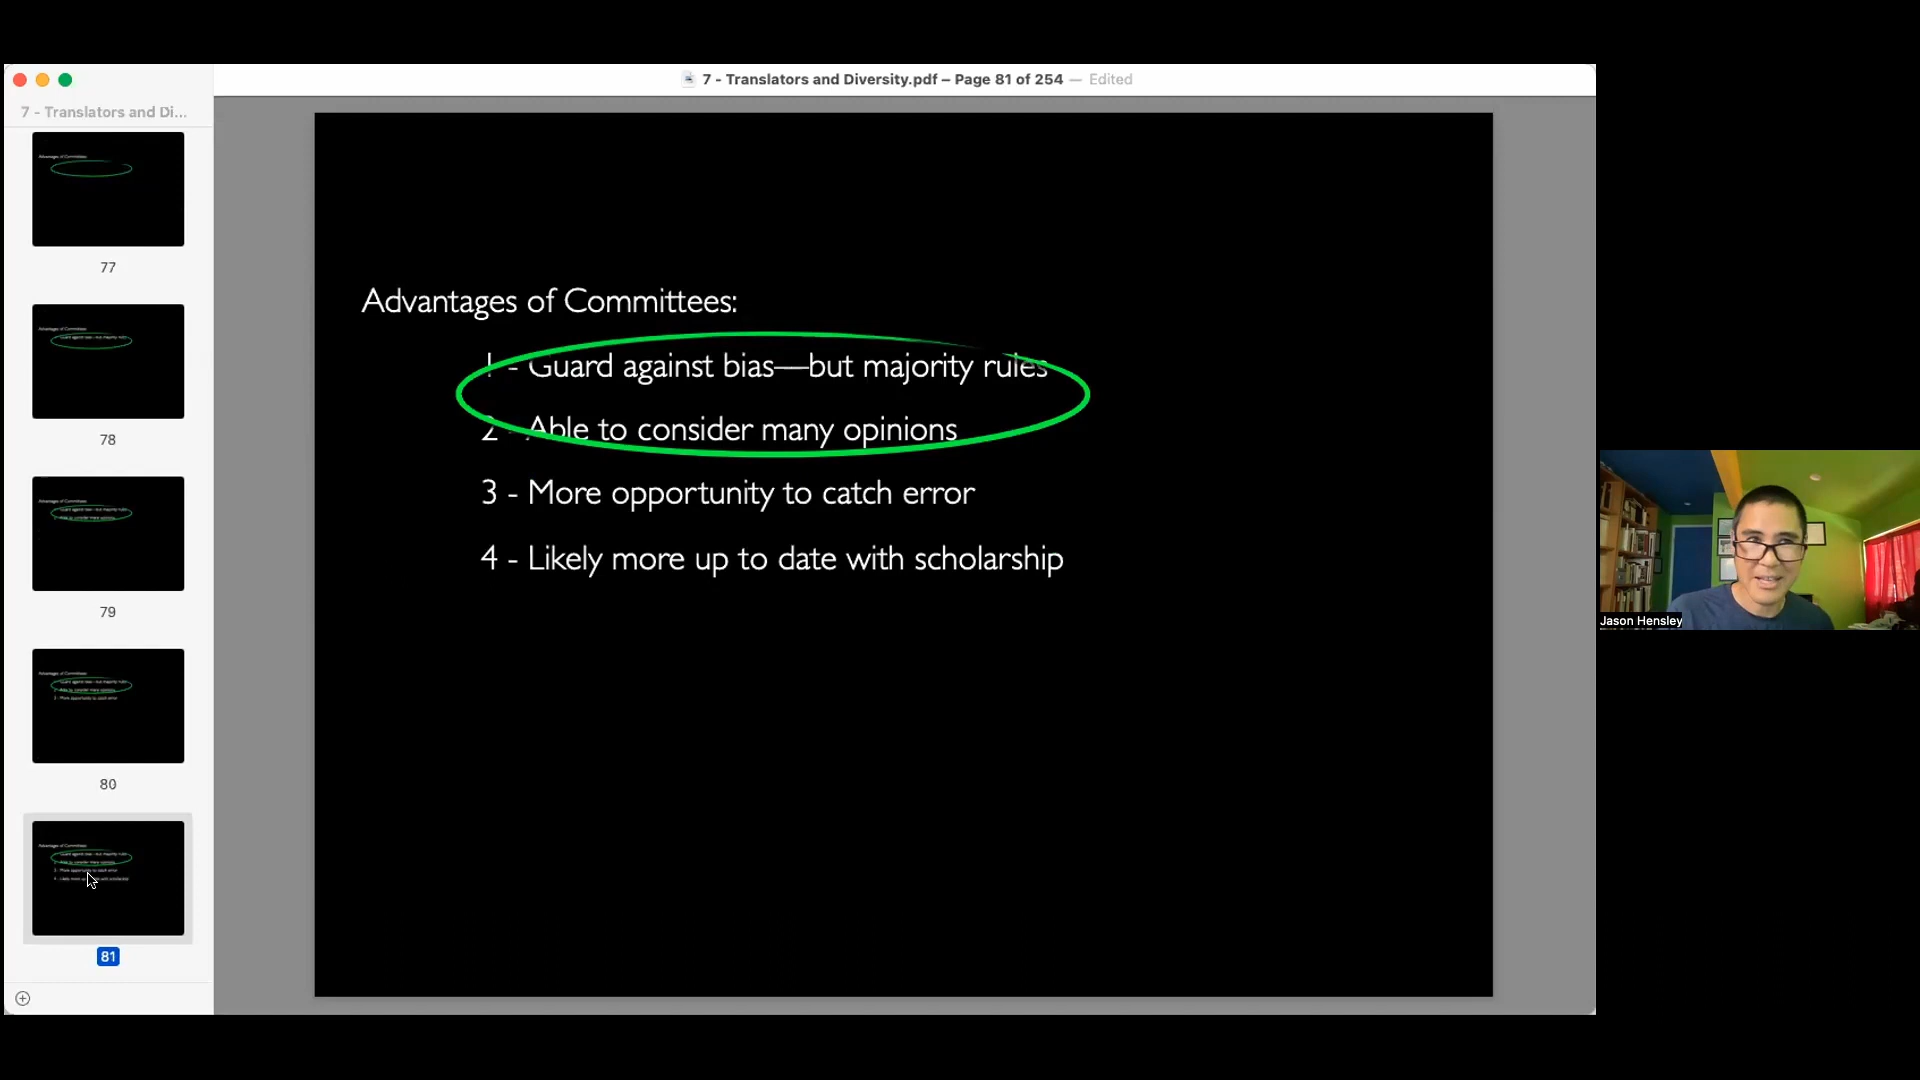 7 - Translators and Diversity.pdf – Page 81 of 254 — Edited
7 - Translators and Di...
77
78
79
80
81
Advantages of Committees:
1 - Guard against bias—but majority rules
2 - Able to consider many opinions
3 - More opportunity to catch error
4 - Likely more up to date with scholarship
Jason Hensley